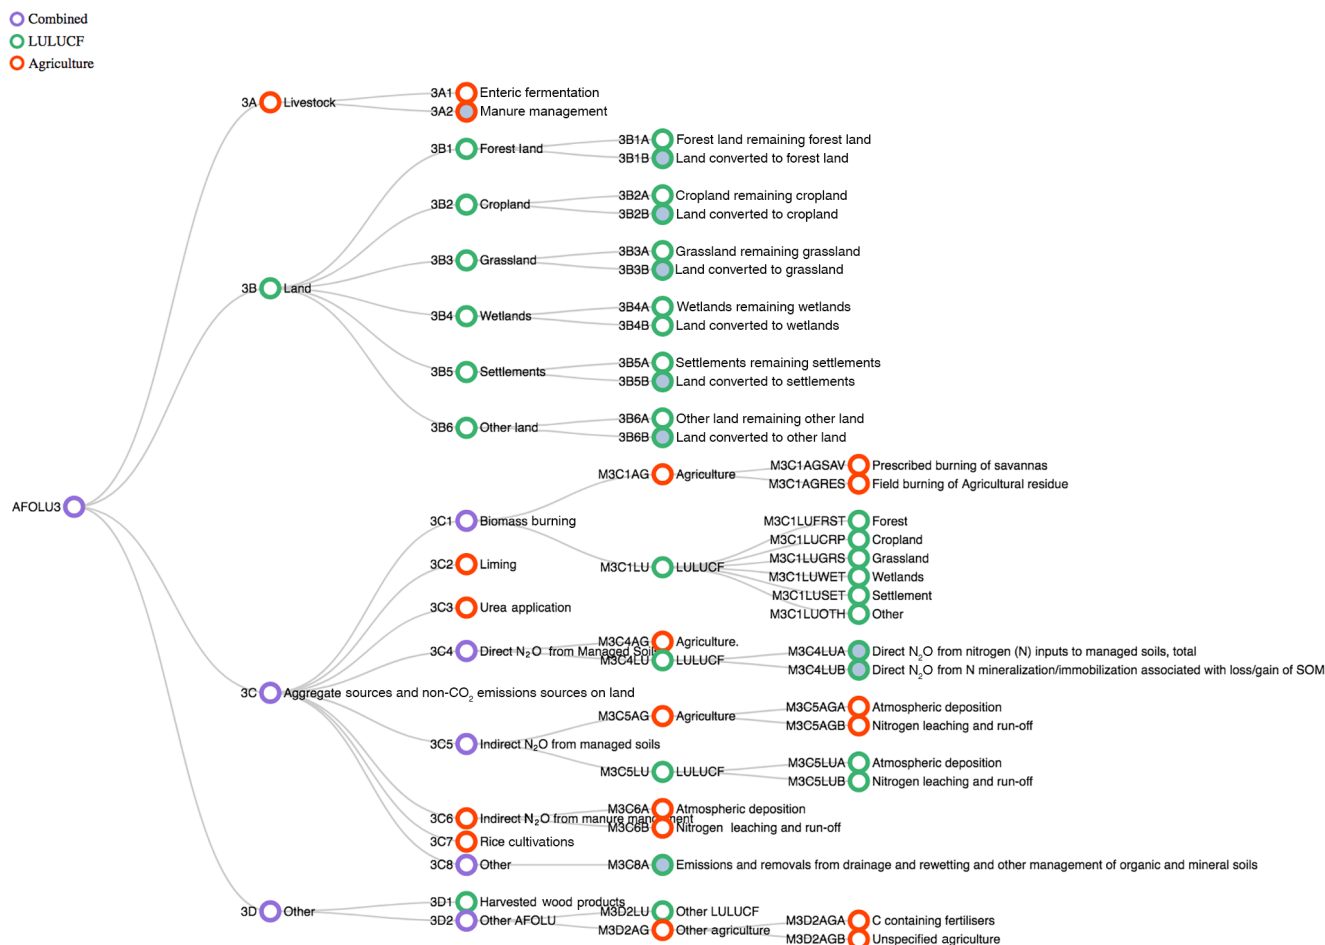 Combined
LULUCF
Agriculture
3A1 Enteric fermentation
3A Livestock
3A2 Manure management
3B1A Forest land remaining forest land
3B1 Forest land
3B1B Land converted to forest land
3B2A Cropland remaining cropland
3B2 Cropland
3B2B Land converted to cropland
3B3A Grassland remaining grassland
3B3 Grassland
3B3B Land converted to grassland
3B Land
3B4A Wetlands remaining wetlands
3B4 Wetlands
3B4B Land converted to wetlands
3B5A Settlements remaining settlements
3B5 Settlements
3B5B Land converted to settlements
3B6A Other land remaining other land
3B6 Other land
3B6B Land converted to other land
M3C1AGSAV Prescribed burning of savannas
M3C1AG Agriculture
M3C1AGRES Field burning of Agricultural residue
AFOLU3
3C1 Biomass burning
M3C1LUFRST Forest
M3C1LUCRP Cropland
M3C1LUGRS Grassland
3C2 Liming
M3C1LU LULUCF
M3C1LUWET Wetlands
M3C1LUSET Settlement
3C3 Urea application
M3C1LUOTH Other
M3C4AG Agriculture.
3C4 Direct N₂O from Managed Soils
M3C4LUA Direct N₂O from nitrogen (N) inputs to managed soils, total
M3C4LU LULUCF
M3C4LUB Direct N₂O from N mineralization/immobilization associated with loss/gain of SOM
3C Aggregate sources and non-CO₂ emissions sources on land
M3C5AGA Atmospheric deposition
M3C5AG Agriculture
M3C5AGB Nitrogen leaching and run-off
3C5 Indirect N₂O from managed soils
M3C5LUA Atmospheric deposition
M3C5LU LULUCF
M3C5LUB Nitrogen leaching and run-off
M3C6A Atmospheric deposition
3C6 Indirect N₂O from manure management
M3C6B Nitrogen leaching and run-off
3C7 Rice cultivations
3C8 Other
M3C8A Emissions and removals from drainage and rewetting and other management of organic and mineral soils
3D1 Harvested wood products
3D Other
M3D2LU Other LULUCF
3D2 Other AFOLU
M3D2AGA C containing fertilisers
M3D2AG Other agriculture
M3D2AGB Unspecified agriculture